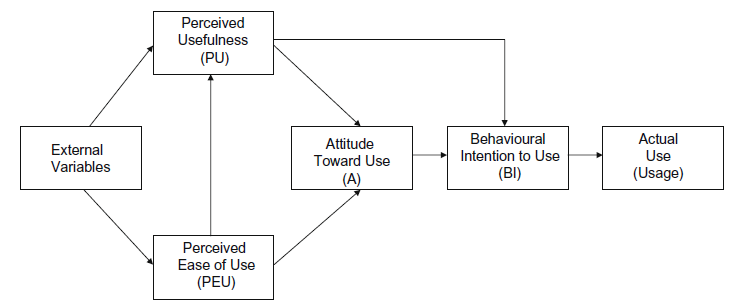 Perceived
Usefulness
(PU)
External
Variables
Attitude
Toward Use
(A)
Behavioural
Intention to Use
(BI)
Actual
Use
(Usage)
Perceived
Ease of Use
(PEU)